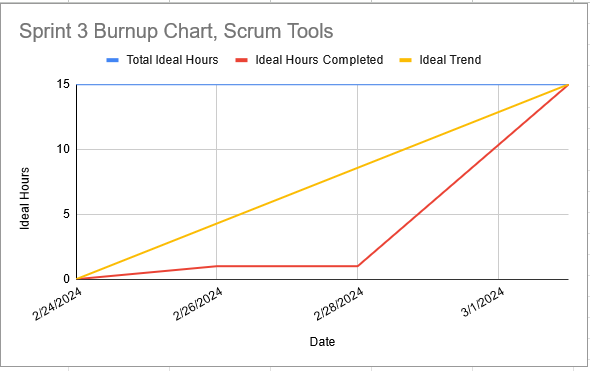 Sprint 3 Burnup Chart, Scrum Tools
Total Ideal Hours Ideal Hours Completed Ideal Trend
15
10
5
0
Ideal Hours
2/24/2024 2/26/2024 2/28/2024 3/1/2024
Date